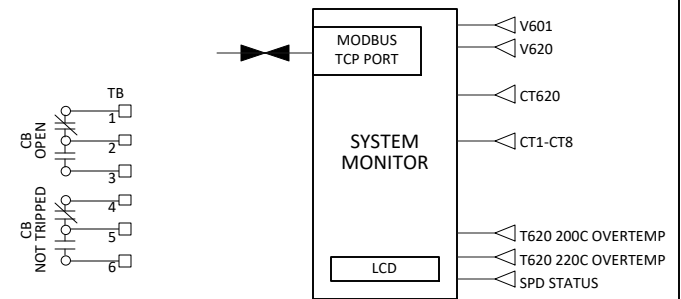 MODBUS
TCP PORT
V601
V620
CT620
SYSTEM
MONITOR
CT1-CT8
T620 200C OVERTEMP
T620 220C OVERTEMP
SPD STATUS
LCD
TB
CB
OPEN
1
2
3
CB
NOT TRIPPED
4
5
6